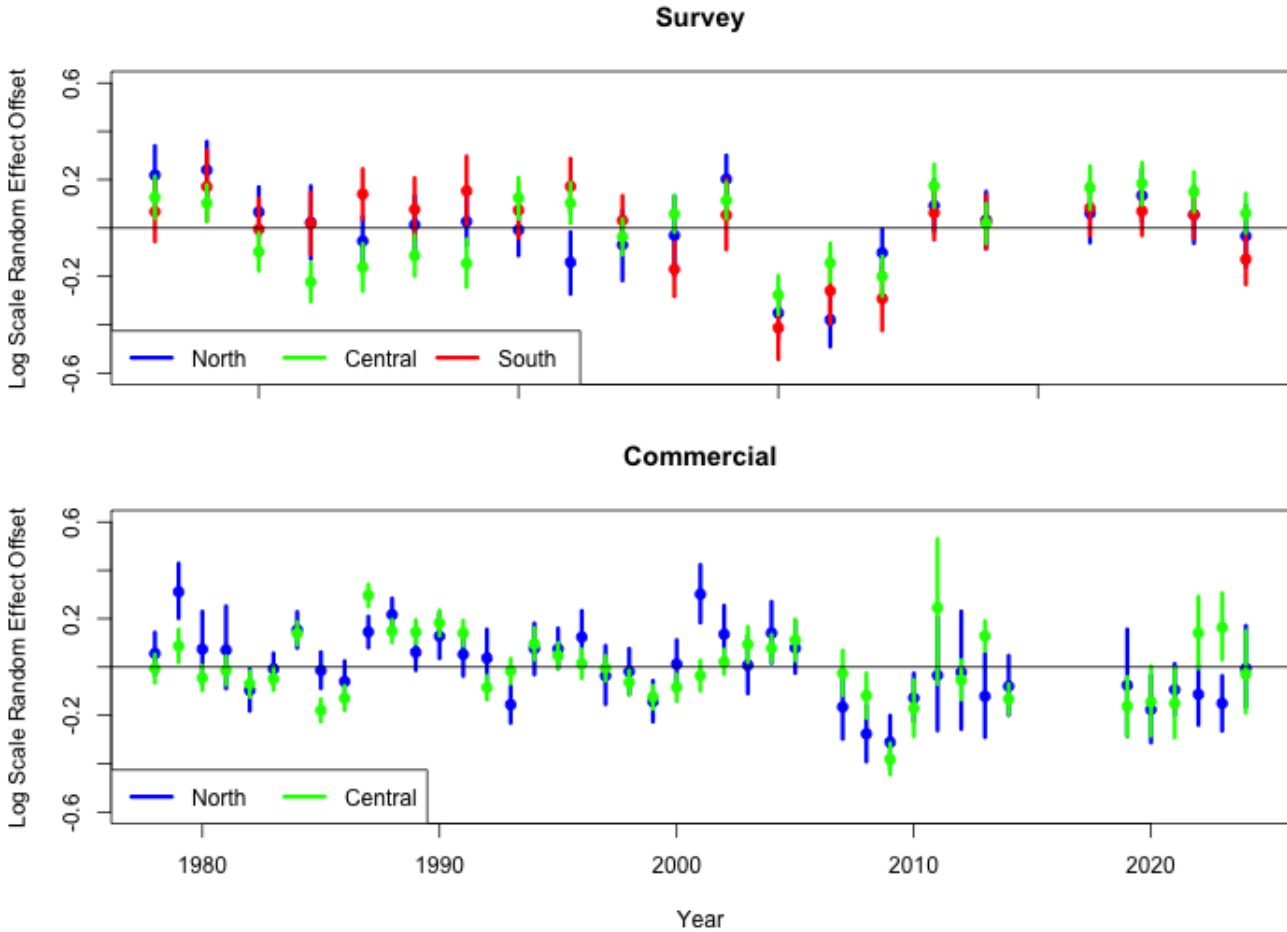 Survey
Log Scale Random Effect Offset
0.6
0.2
-0.2
-0.6
North Central South
Commercial
Log Scale Random Effect Offset
0.6
0.2
-0.2
-0.6
North Central
1980 1990 2000 2010 2020
Year